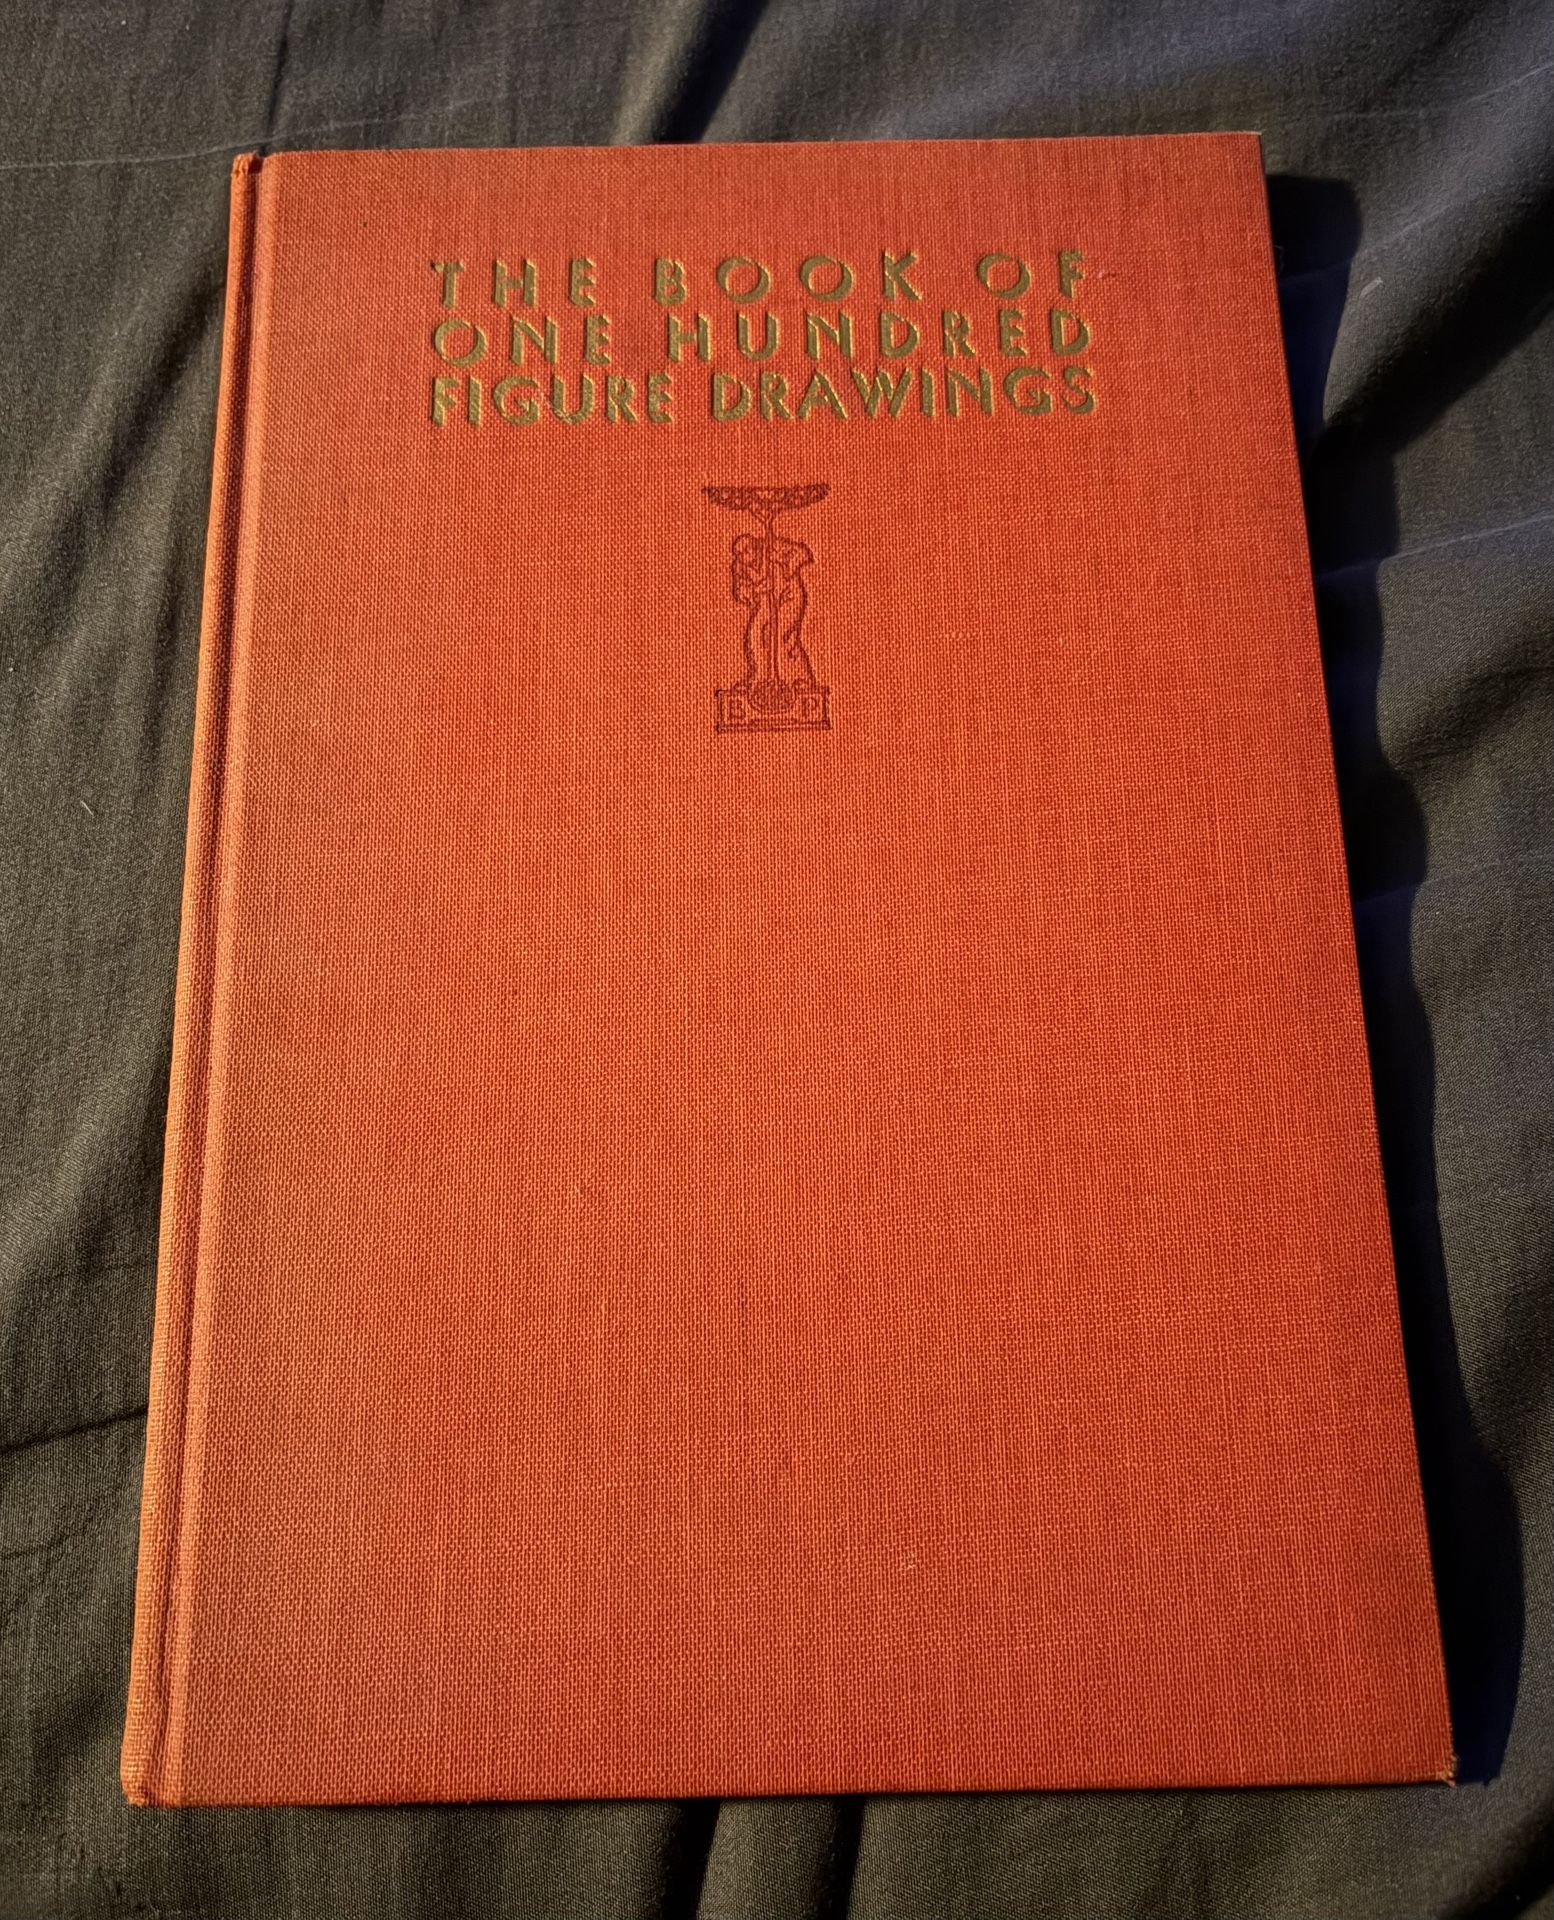 THE BOOK OF
ONE HUNDRED
FIGURE DRAWINGS
B P